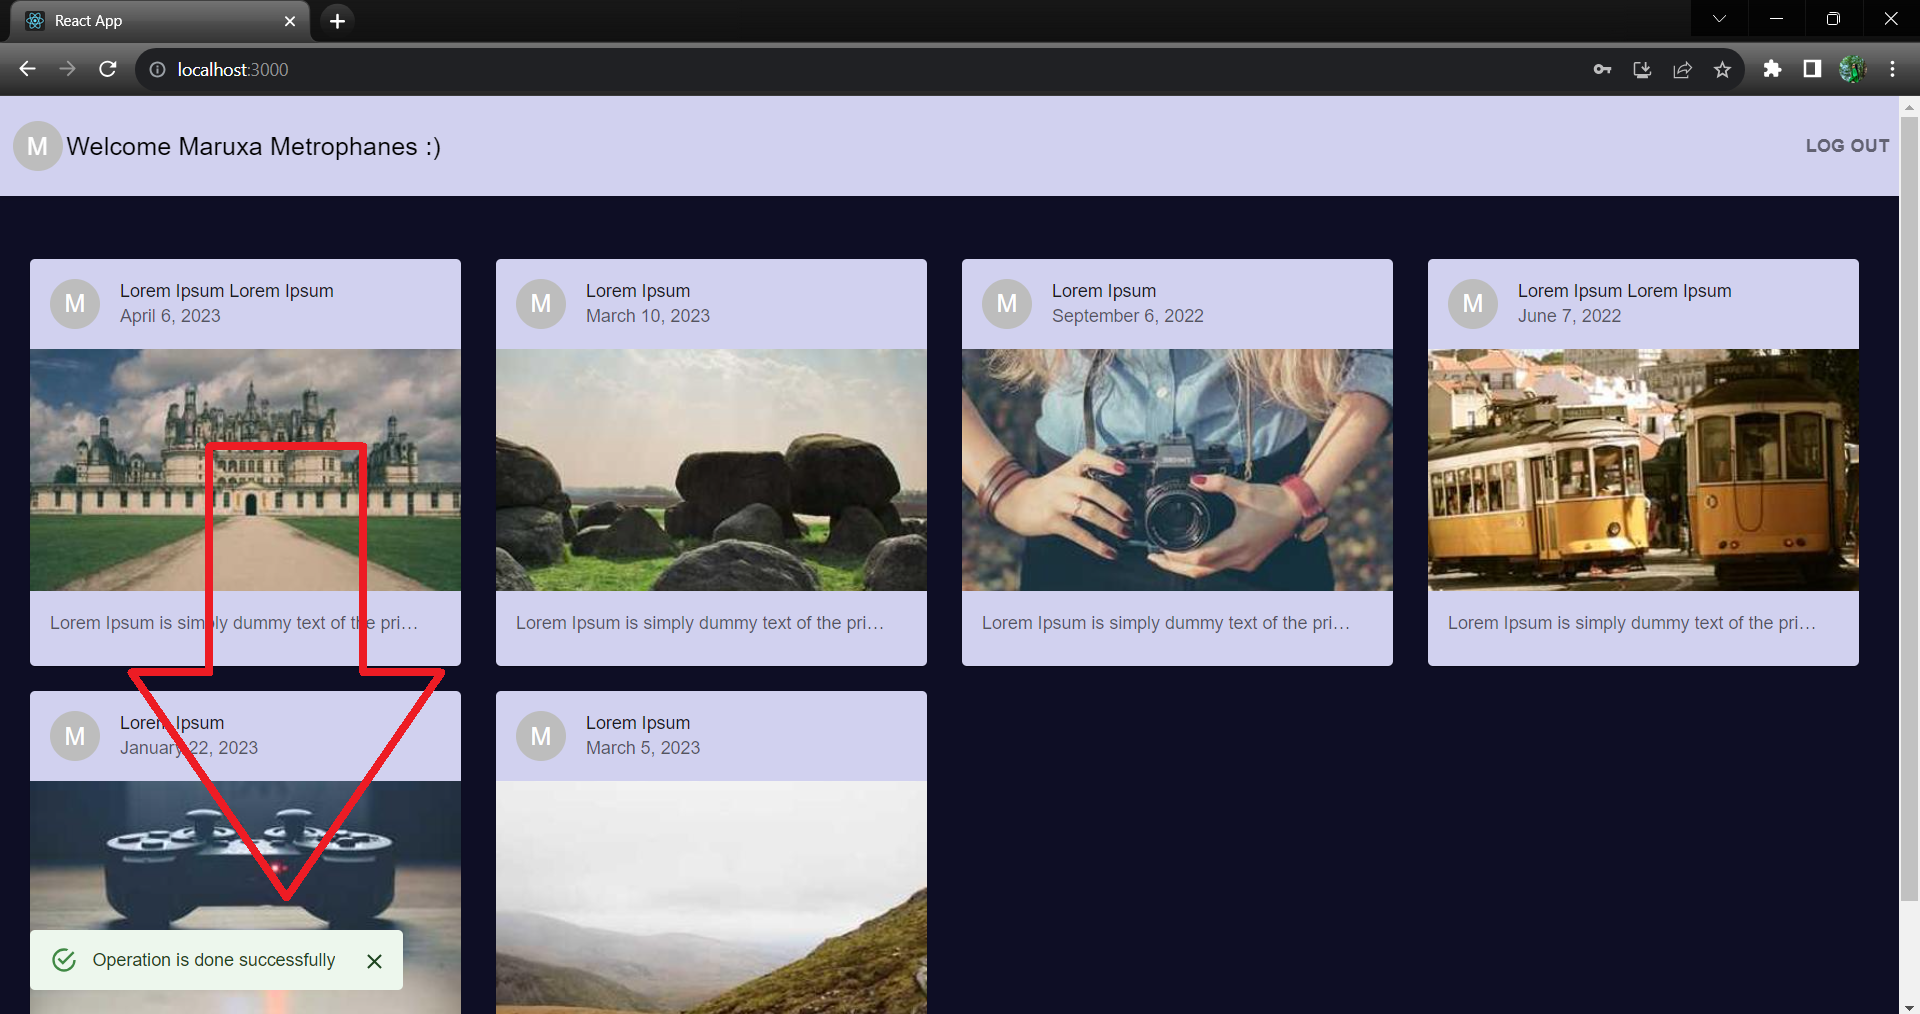 React App
localhost:3000
M Welcome Maruxa Metrophanes :)
LOG OUT
M
Lorem Ipsum Lorem Ipsum
April 6, 2023
Lorem Ipsum is simply dummy text of the pri...
M
Lorem Ipsum
March 10, 2023
Lorem Ipsum is simply dummy text of the pri...
M
Lorem Ipsum
September 6, 2022
Lorem Ipsum is simply dummy text of the pri...
M
Lorem Ipsum Lorem Ipsum
June 7, 2022
Lorem Ipsum is simply dummy text of the pri...
M
Lorem Ipsum
January 22, 2023
M
Lorem Ipsum
March 5, 2023
Operation is done successfully